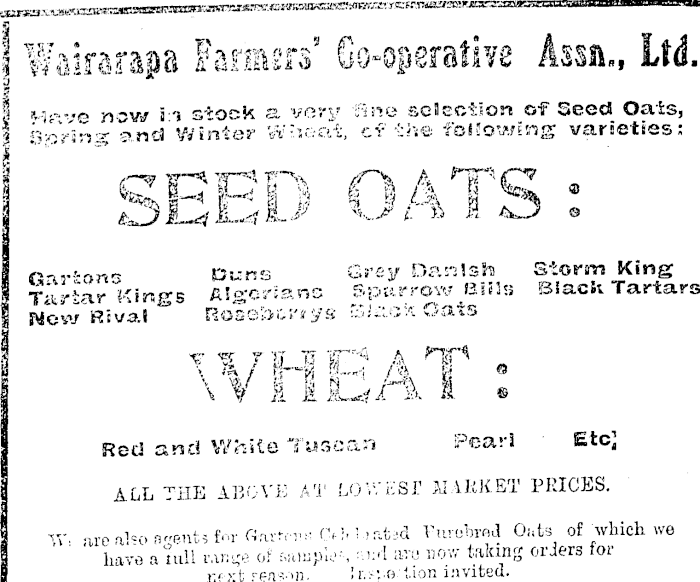 Wairarapa Farmers' Co-operative Assn., Ltd.
Have now in stock a very fine selection of Seed Oats,
Spring and Winter Wheat, of the following varieties:
SEED OATS:
Gartons Duns Grey Danish Storm King
Tartar Kings Algerians Sparrow Bills Black Tartars
New Rival Roseberrys Black Oats
WHEAT:
Red and White Tuscan Pearl Etc;
ALL THE ABOVE AT LOWEST MARKET PRICES.
We are also agents for Gartons Celebrated Purebred Oats of which we
have a full range of samples, and are now taking orders for
next season. Inspection invited.